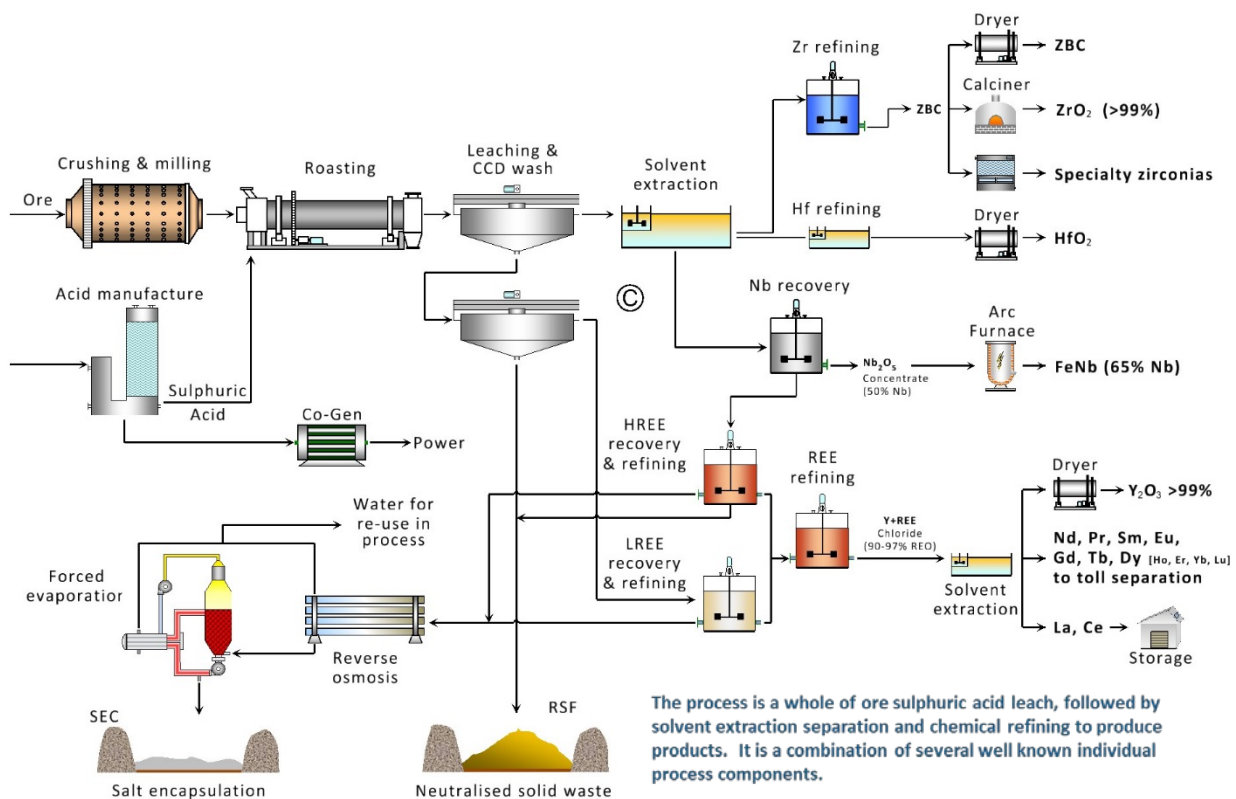 Crushing & milling
Ore
Roasting
Leaching &
CCD wash
Solvent
extraction
Zr refining
ZBC
Dryer
ZBC
Calciner
ZrO₂ (>99%)
Specialty zirconias
Hf refining
Dryer
HfO₂
Acid manufacture
Sulphuric
Acid
Co-Gen
Power
©
Nb recovery
Nb₂O₅
Concentrate
(50% Nb)
Arc
Furnace
FeNb (65% Nb)
HREE
recovery
& refining
REE
refining
LREE
recovery
& refining
Y+REE
Chloride
(90-97% REO)
Solvent
extraction
Dryer
Y₂O₃ >99%
Nd, Pr, Sm, Eu,
Gd, Tb, Dy [Ho, Er, Yb, Lu]
to toll separation
La, Ce
Storage
Water for
re-use in
process
Forced
evaporation
Reverse
osmosis
SEC
Salt encapsulation
RSF
Neutralised solid waste
The process is a whole of ore sulphuric acid leach, followed by
solvent extraction separation and chemical refining to produce
products. It is a combination of several well known individual
process components.